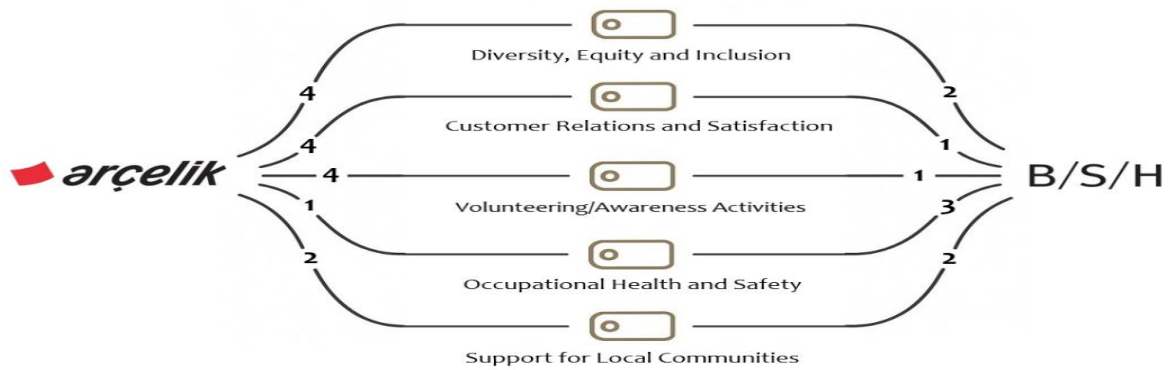 Diversity, Equity and Inclusion
4
2
Customer Relations and Satisfaction
4
1
arçelik
4
1
B/S/H
Volunteering/Awareness Activities
1
3
Occupational Health and Safety
2
2
Support for Local Communities